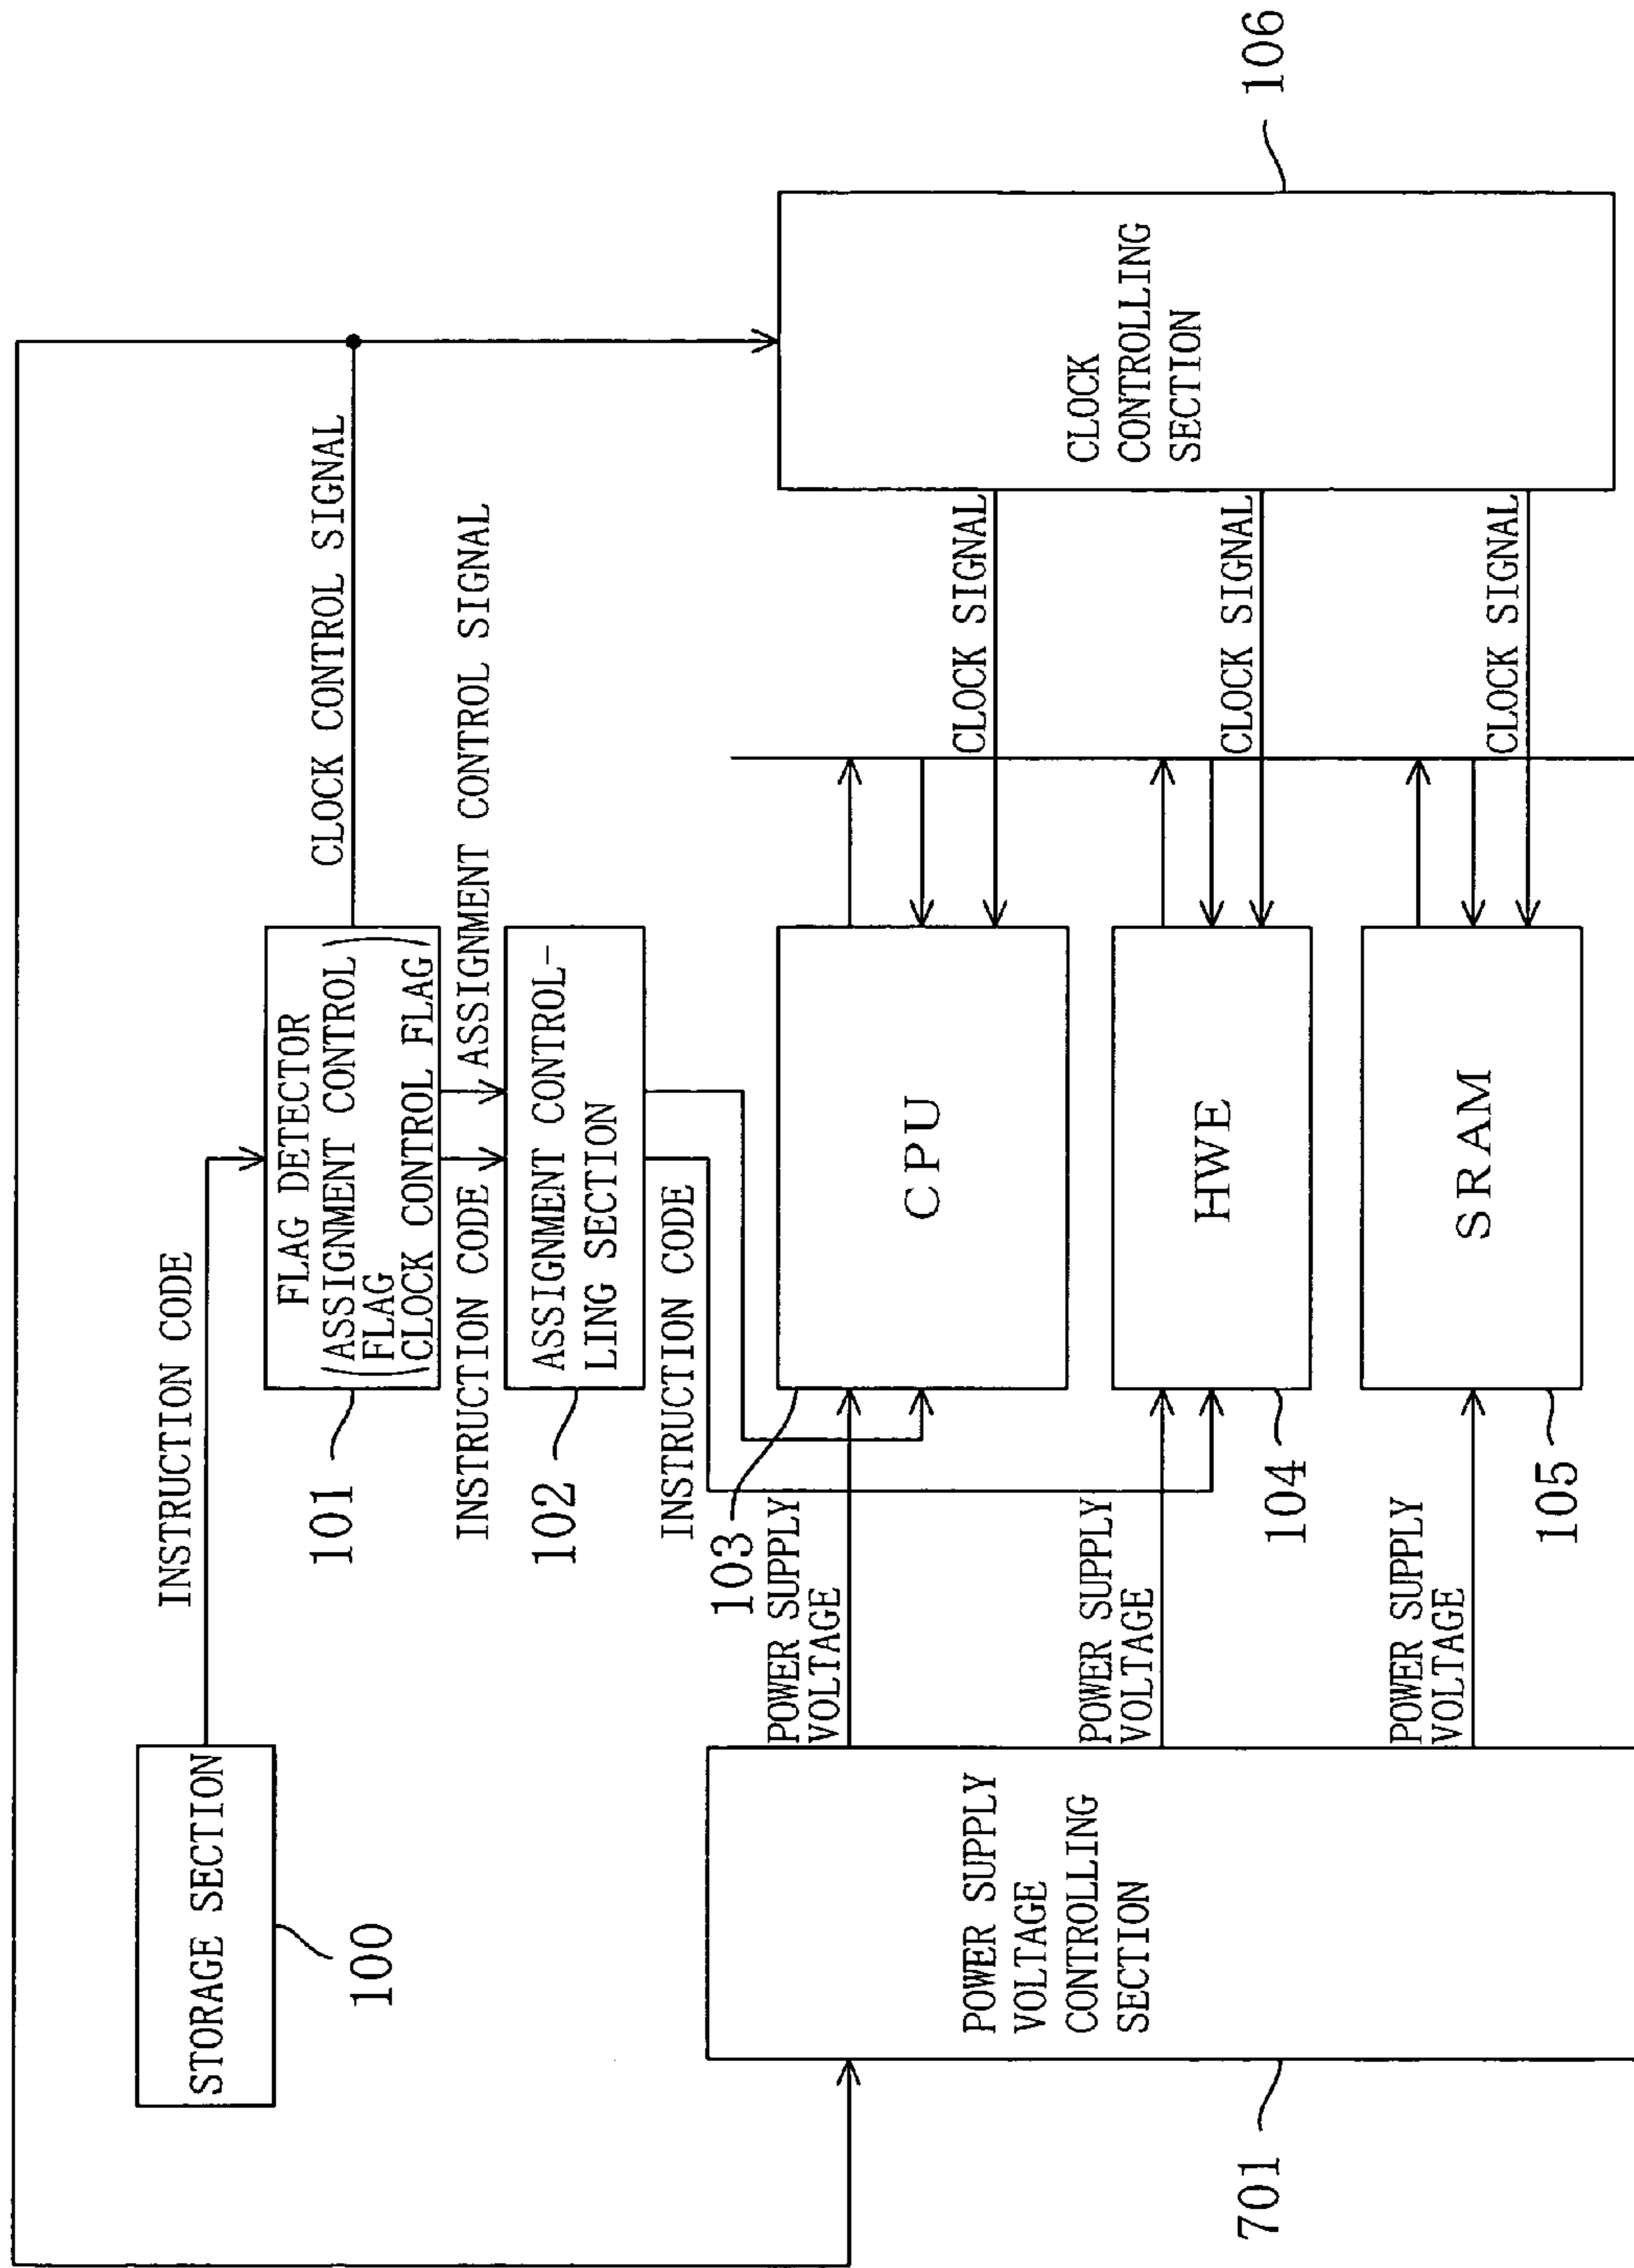 STORAGE SECTION
100
INSTRUCTION CODE
FLAG DETECTOR
(ASSIGNMENT CONTROL
FLAG
CLOCK CONTROL FLAG)
101
CLOCK CONTROL SIGNAL
INSTRUCTION CODE
ASSIGNMENT CONTROL SIGNAL
ASSIGNMENT CONTROL-
LING SECTION
102
INSTRUCTION CODE
103
POWER SUPPLY
VOLTAGE
CPU
CLOCK SIGNAL
POWER SUPPLY
VOLTAGE
CONTROLLING
SECTION
701
POWER SUPPLY
VOLTAGE
HWE
104
CLOCK SIGNAL
CLOCK
CONTROLLING
SECTION
106
POWER SUPPLY
VOLTAGE
SRAM
105
CLOCK SIGNAL